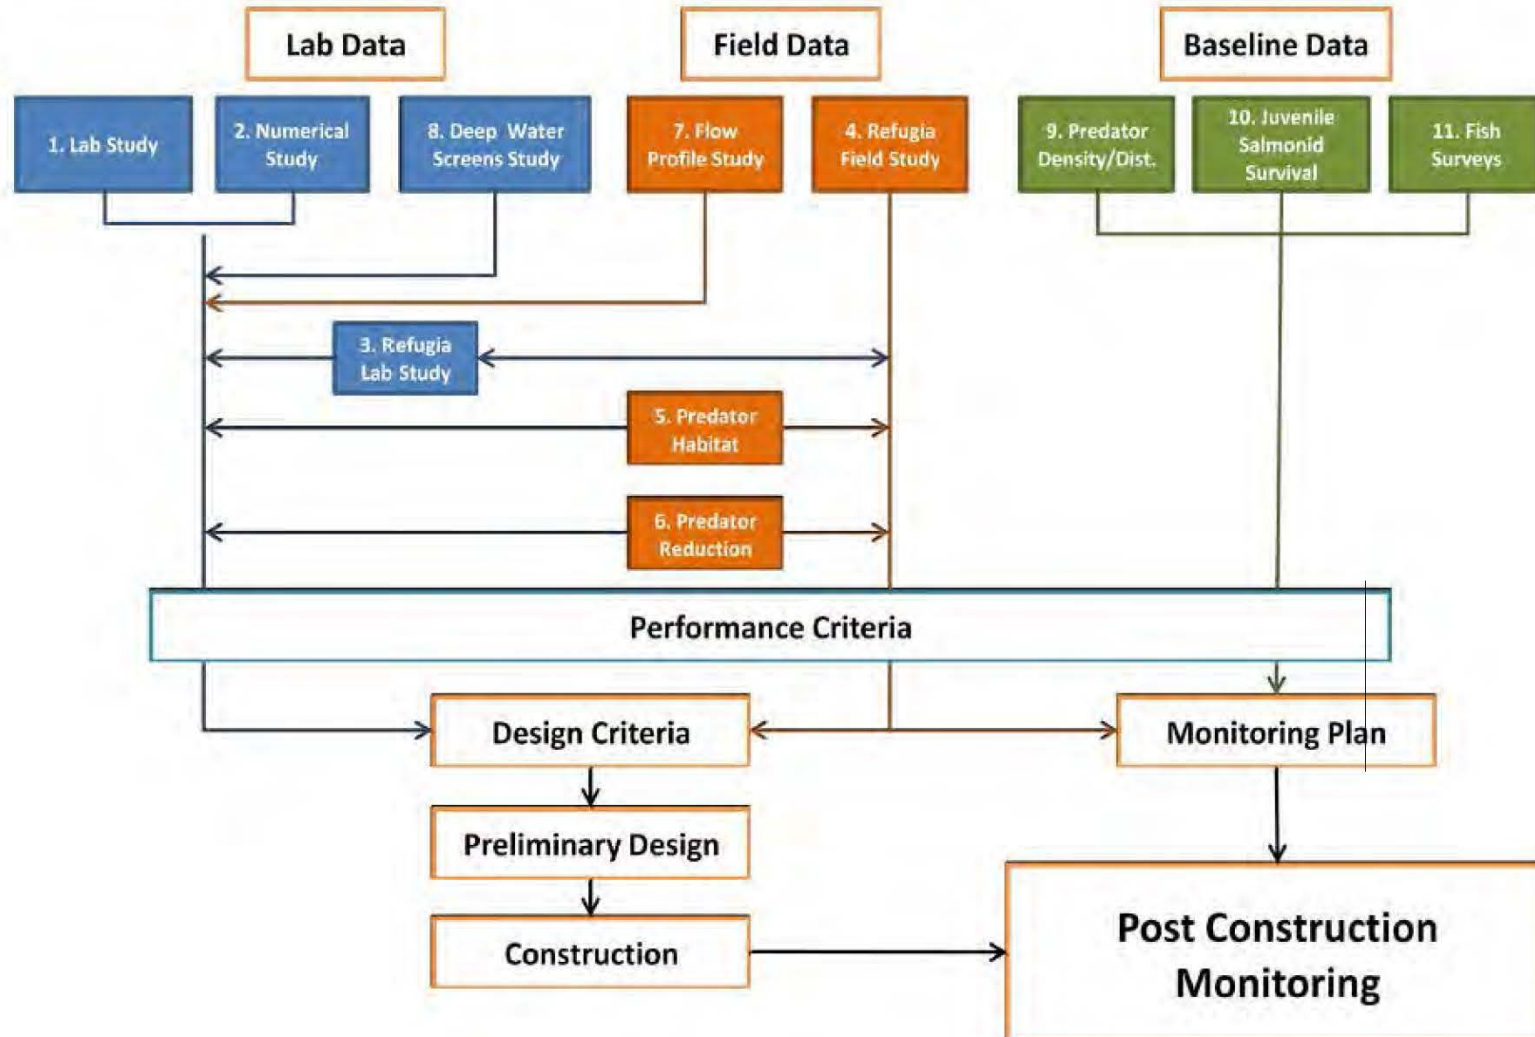 Lab Data
Field Data
Baseline Data
1. Lab Study
2. Numerical
Study
8. Deep Water
Screens Study
7. Flow
Profile Study
4. Refugia
Field Study
9. Predator
Density/Dist.
10. Juvenile
Salmonid
Survival
11. Fish
Surveys
3. Refugia
Lab Study
5. Predator
Habitat
6. Predator
Reduction
Performance Criteria
Design Criteria
Monitoring Plan
Preliminary Design
Construction
Post Construction
Monitoring